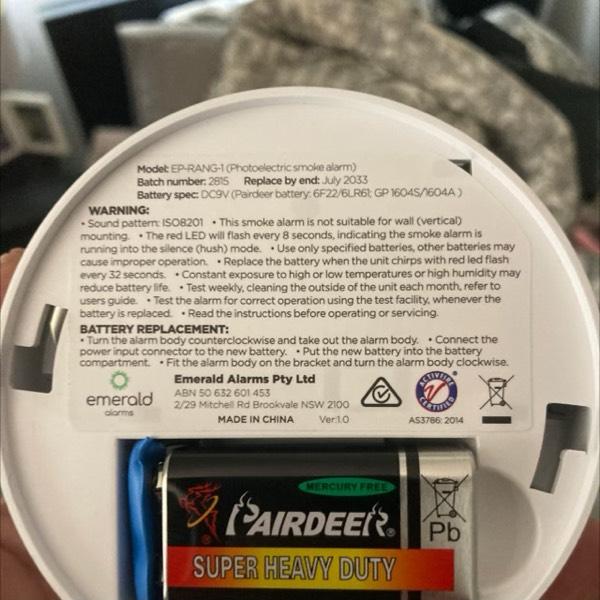 Model: EP-RANG-1 (Photoelectric smoke alarm)
Batch number: 2815 Replace by end: July 2033
Battery spec: DC9V (Pairdeer battery: 6F22/6LR61; GP 1604S/1604A )
WARNING:
• Sound pattern: ISO8201 • This smoke alarm is not suitable for wall (vertical)
mounting. • The red LED will flash every 8 seconds, indicating the smoke alarm is
running into the silence (hush) mode. • Use only specified batteries, other batteries may
cause improper operation. • Replace the battery when the unit chirps with red led flash
every 32 seconds. • Constant exposure to high or low temperatures or high humidity may
reduce battery life. • Test weekly, cleaning the outside of the unit each month, refer to
users guide. • Test the alarm for correct operation using the test facility, whenever the
battery is replaced. • Read the instructions before operating or servicing.
BATTERY REPLACEMENT:
• Turn the alarm body counterclockwise and take out the alarm body. • Connect the
power input connector to the new battery. • Put the new battery into the battery
compartment. • Fit the alarm body on the bracket and turn the alarm body clockwise.
emerald
alarms
Emerald Alarms Pty Ltd
ABN 50 632 601 453
2/29 Mitchell Rd Brookvale NSW 2100
MADE IN CHINA Ver:1.0
ACTIVFIRE
CERTIFIED
AS3786: 2014
MERCURY FREE
PAIRDEER®
SUPER HEAVY DUTY
Pb